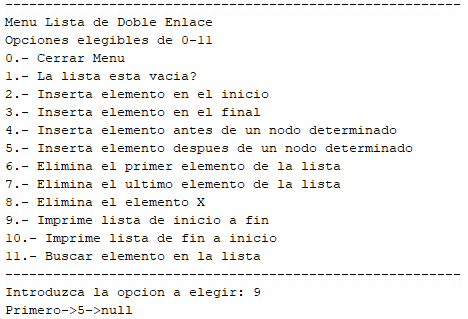 ---------------------------------------------------------
Menu Lista de Doble Enlace
Opciones elegibles de 0-11
0.- Cerrar Menu
1.- La lista esta vacia?
2.- Inserta elemento en el inicio
3.- Inserta elemento en el final
4.- Inserta elemento antes de un nodo determinado
5.- Inserta elemento despues de un nodo determinado
6.- Elimina el primer elemento de la lista
7.- Elimina el ultimo elemento de la lista
8.- Elimina el elemento X
9.- Imprime lista de inicio a fin
10.- Imprime lista de fin a inicio
11.- Buscar elemento en la lista
---------------------------------------------------------
Introduzca la opcion a elegir: 9
Primero->5->null